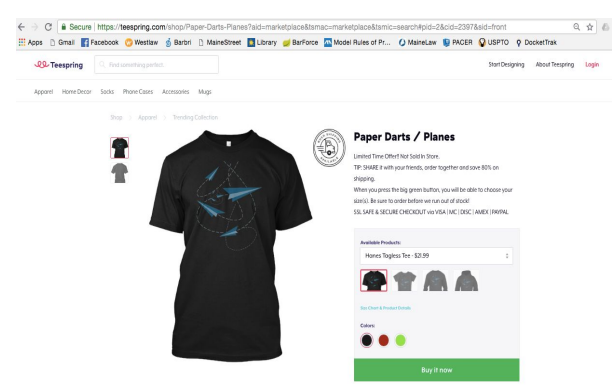 Secure | https://teespring.com/shop/Paper-Darts-Planes?aid=marketplace&tsmac=marketplace&tsmic=search#pid=2&cid=2397&sid=front
Apps Gmail Facebook Westlaw Barbri MaineStreet Library BarForce Model Rules of Pr... MaineLaw PACER USPTO DocketTrak
Teespring Find something perfect Start Designing About Teespring Login
Apparel Home Decor Socks Phone Cases Accessories Mugs
Shop Apparel Trending Collection
Paper Darts / Planes
Limited Time Offer!! Not Sold In Store.
TIP: SHARE it with your friends, order together and save 80% on
shipping.
When you press the big green button, you will be able to choose your
size(s). Be sure to order before we run out of stock!
SSL SAFE & SECURE CHECKOUT via VISA | MC | DISC | AMEX | PAYPAL
Available Products:
Hanes Tagless Tee - $21.99
Size Chart & Product Details
Colors:
Buy it now